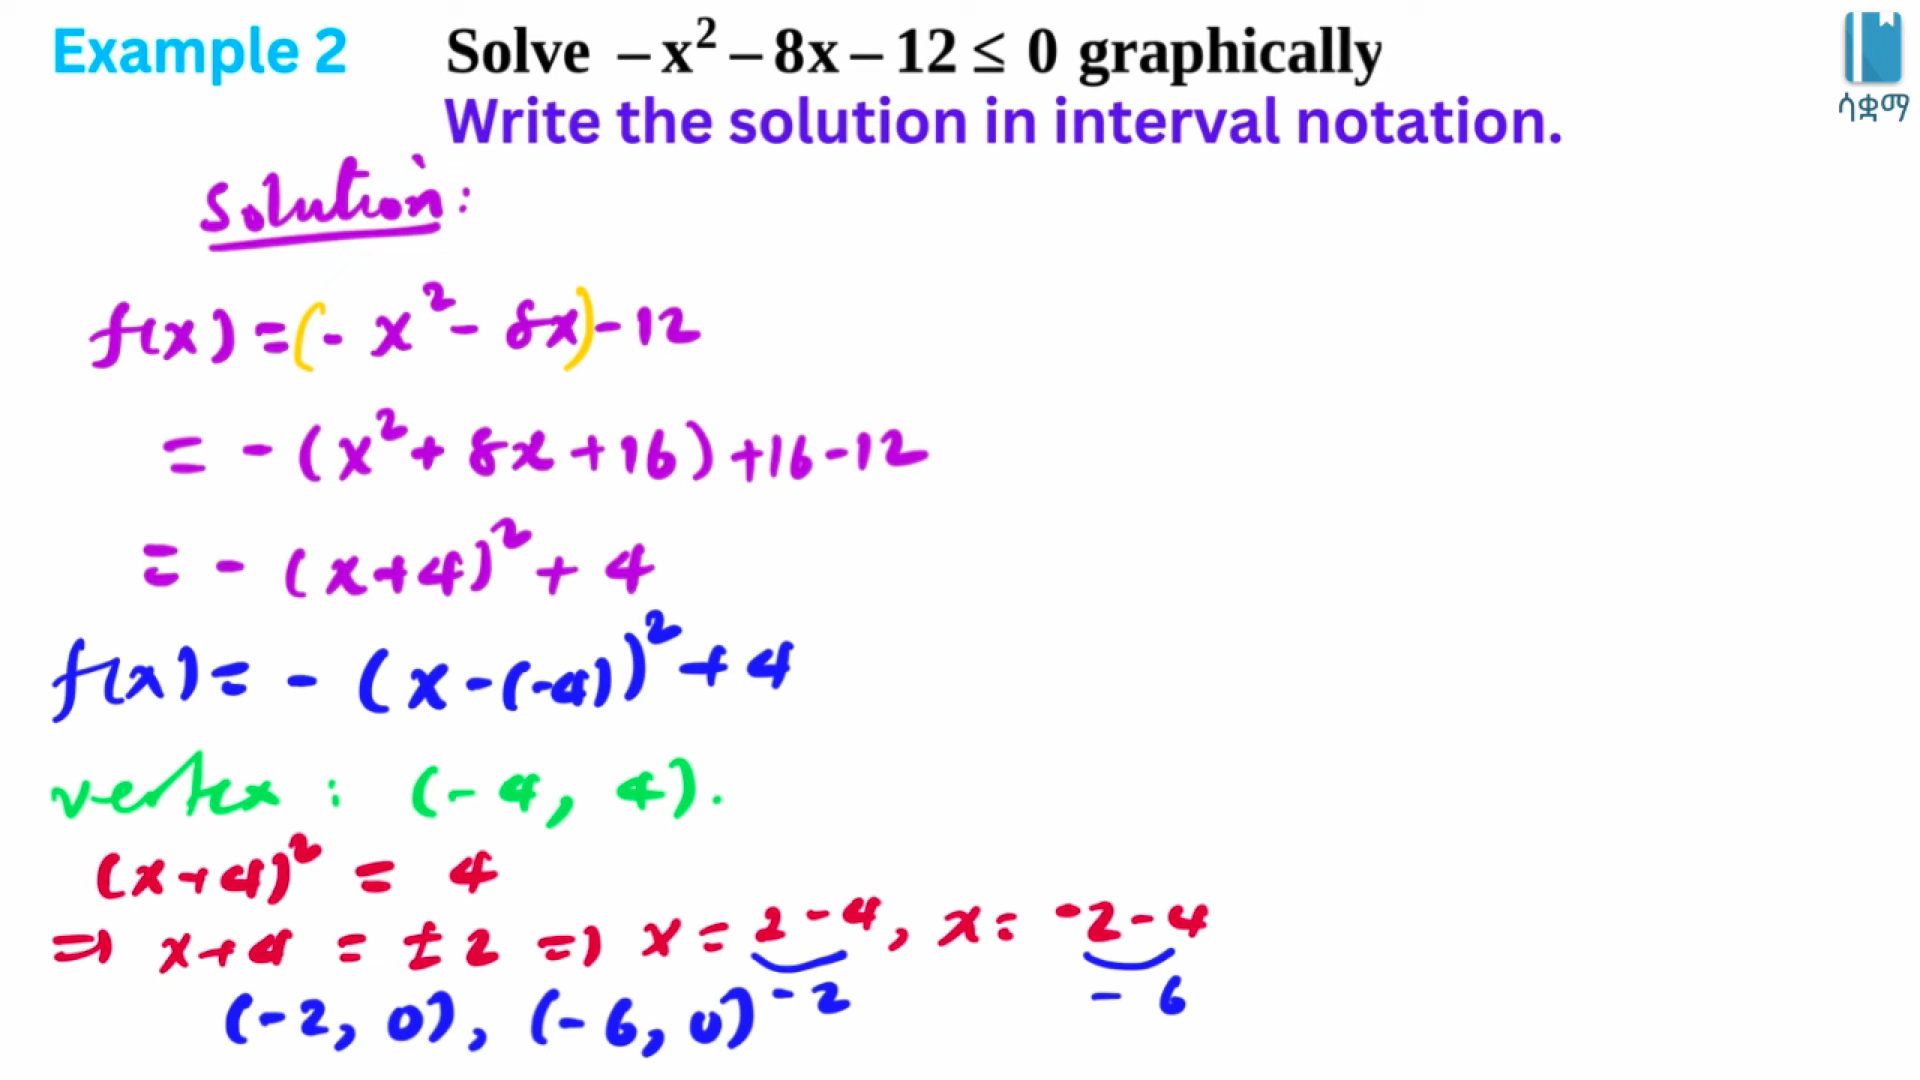 Example 2 Solve –x² – 8x – 12 ≤ 0 graphically
Write the solution in interval notation.
ሳቋማ
Solution:
f(x) = (- x² - 8x) - 12
= - (x² + 8x + 16) + 16 - 12
= - (x + 4)² + 4
f(x) = - (x - (-4))² + 4
vertex : (-4, 4).
(x + 4)² = 4
⇒ x + 4 = ± 2 ⇒ x = 2 - 4, x = -2 - 4
-2 -6
(-2, 0), (-6, 0)